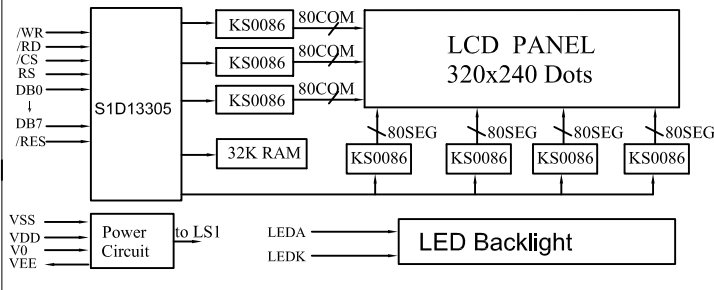 /WR
/RD
/CS
RS
DB0
DB7
/RES
S1D13305
KS0086
80COM
KS0086
80COM
KS0086
80COM
LCD PANEL
320x240 Dots
32K RAM
80SEG
80SEG
80SEG
80SEG
KS0086
KS0086
KS0086
KS0086
VSS
VDD
V0
VEE
Power
Circuit
to LS1
LEDA
LEDK
LED Backlight